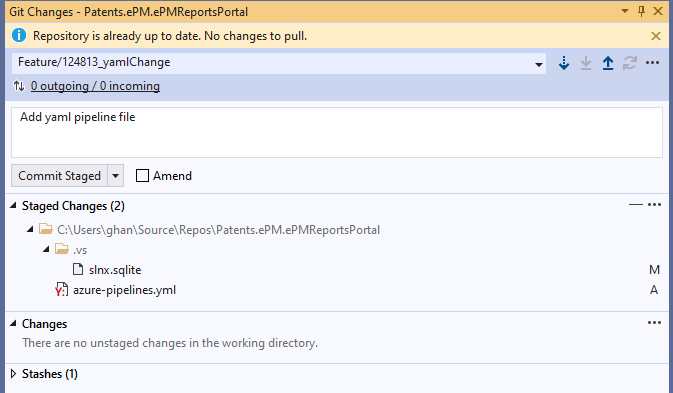 Git Changes - Patents.ePM.ePMReportsPortal
Repository is already up to date. No changes to pull.
Feature/124813_yamlChange
0 outgoing / 0 incoming
Add yaml pipeline file
Commit Staged
Amend
Staged Changes (2)
C:\Users\ghan\Source\Repos\Patents.ePM.ePMReportsPortal
.vs
slnx.sqlite M
Y: azure-pipelines.yml A
Changes
There are no unstaged changes in the working directory.
Stashes (1)